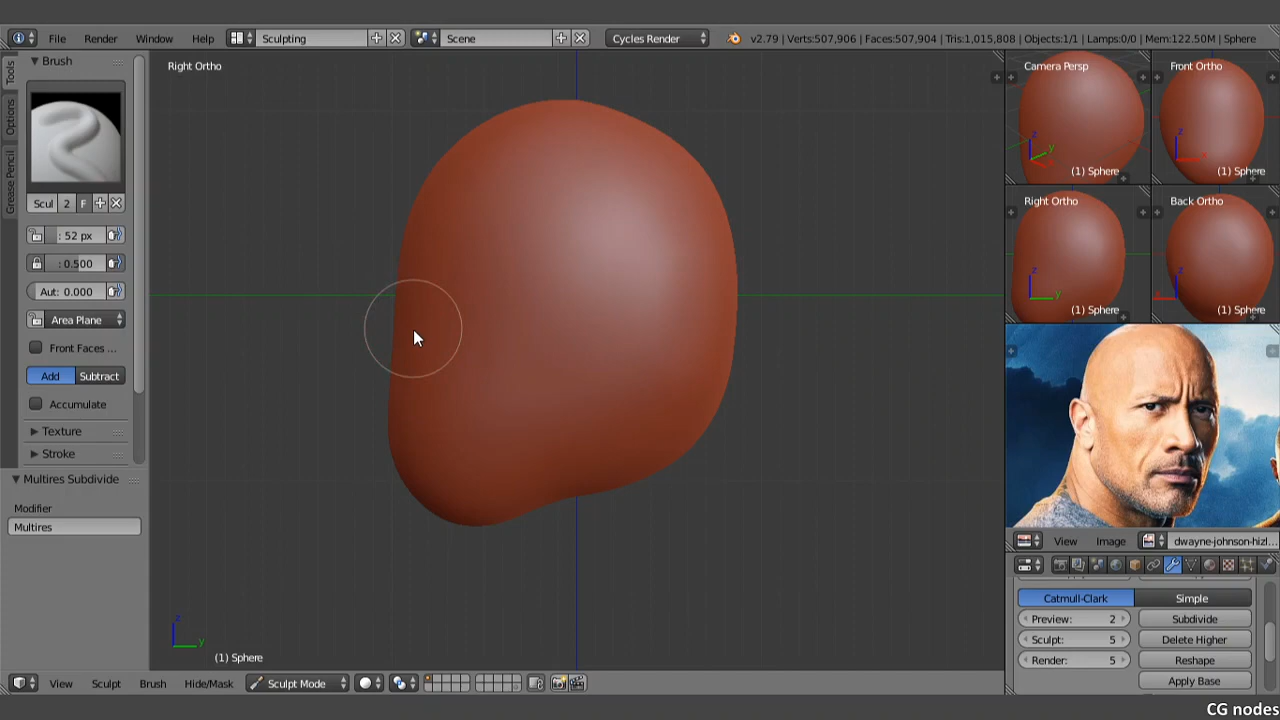 File Render Window Help Sculpting Scene Cycles Render v2.79 | Verts:507,906 | Faces:507,904 | Tris:1,015,808 | Objects:1/1 | Lamps:0/0 | Mem:122.50M | Sphere
Tools
Options
Grease Pencil
Brush
Scul 2 F
: 52 px
: 0.500
Aut: 0.000
Area Plane
Front Faces ...
Add Subtract
Accumulate
Texture
Stroke
Multires Subdivide
Modifier
Multires
Right Ortho
z
y
(1) Sphere
View Sculpt Brush Hide/Mask Sculpt Mode
Camera Persp
z
y
(1) Sphere
Front Ortho
z
x
(1) Sphere
Right Ortho
z
y
(1) Sphere
Back Ortho
z
x
(1) Sphere
View Image dwayne-johnson-hizl...
Catmull-Clark Simple
Preview: 2 Subdivide
Sculpt: 5 Delete Higher
Render: 5 Reshape
Apply Base
CG nodes